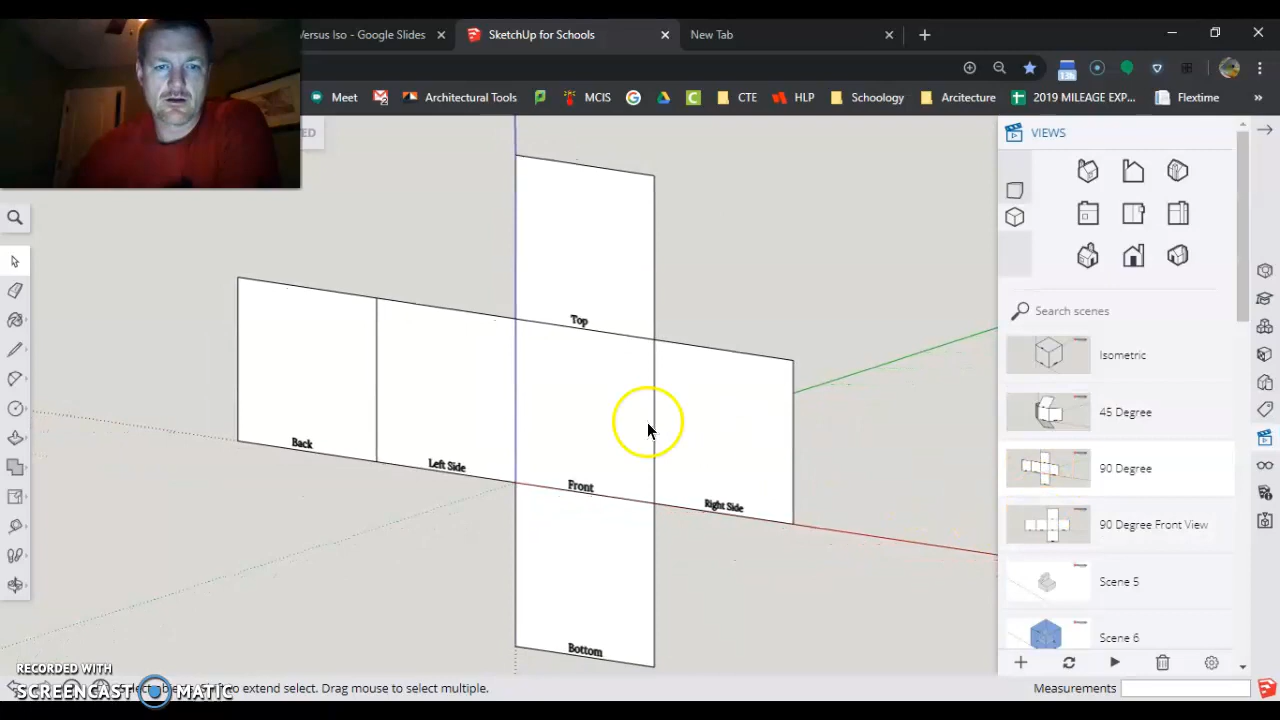 Versus Iso - Google Slides
SketchUp for Schools
New Tab
13h
Meet
Architectural Tools
MCIS
CTE
HLP
Schoology
Arcitecture
2019 MILEAGE EXP...
Flextime
»
ED
VIEWS
Search scenes
Isometric
45 Degree
90 Degree
90 Degree Front View
Scene 5
Scene 6
Top
Back
Left Side
Front
Right Side
Bottom
RECORDED WITH
SCREENCAST MATIC
to extend select. Drag mouse to select multiple.
Measurements